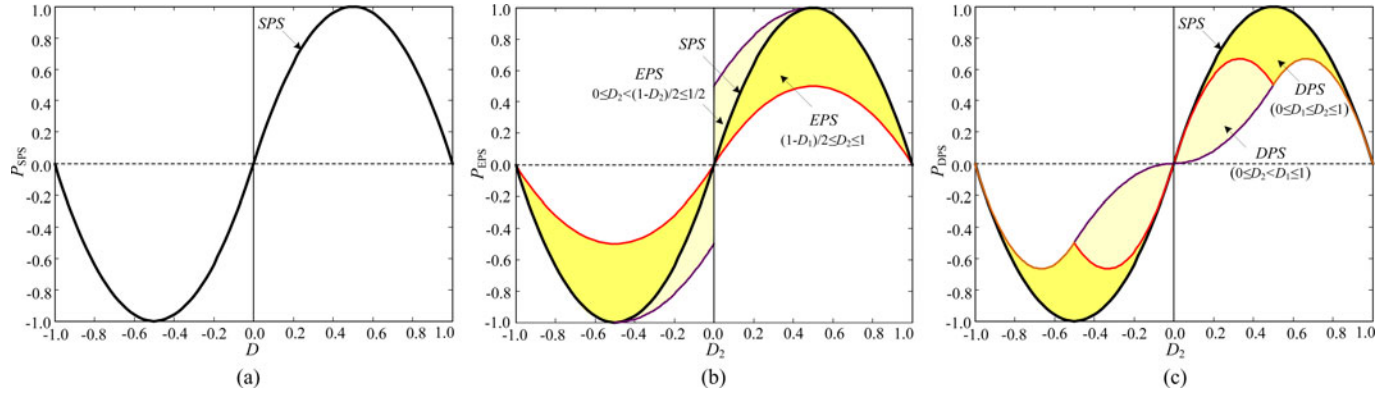 1.0
0.8
0.6
0.4
0.2
0.0
-0.2
-0.4
-0.6
-0.8
-1.0
P_SPS
SPS
-1.0 -0.8 -0.6 -0.4 -0.2 0.0 0.2 0.4 0.6 0.8 1.0
D
(a)
1.0
0.8
0.6
0.4
0.2
0.0
-0.2
-0.4
-0.6
-0.8
-1.0
P_EPS
SPS
EPS
0≤D₂<(1-D₂)/2≤1/2
EPS
(1-D₁)/2≤D₂≤1
-1.0 -0.8 -0.6 -0.4 -0.2 0.0 0.2 0.4 0.6 0.8 1.0
D₂
(b)
1.0
0.8
0.6
0.4
0.2
0.0
-0.2
-0.4
-0.6
-0.8
-1.0
P_DPS
SPS
DPS
(0≤D₁≤D₂≤1)
DPS
(0≤D₂<D₁≤1)
-1.0 -0.8 -0.6 -0.4 -0.2 0.0 0.2 0.4 0.6 0.8 1.0
D₂
(c)